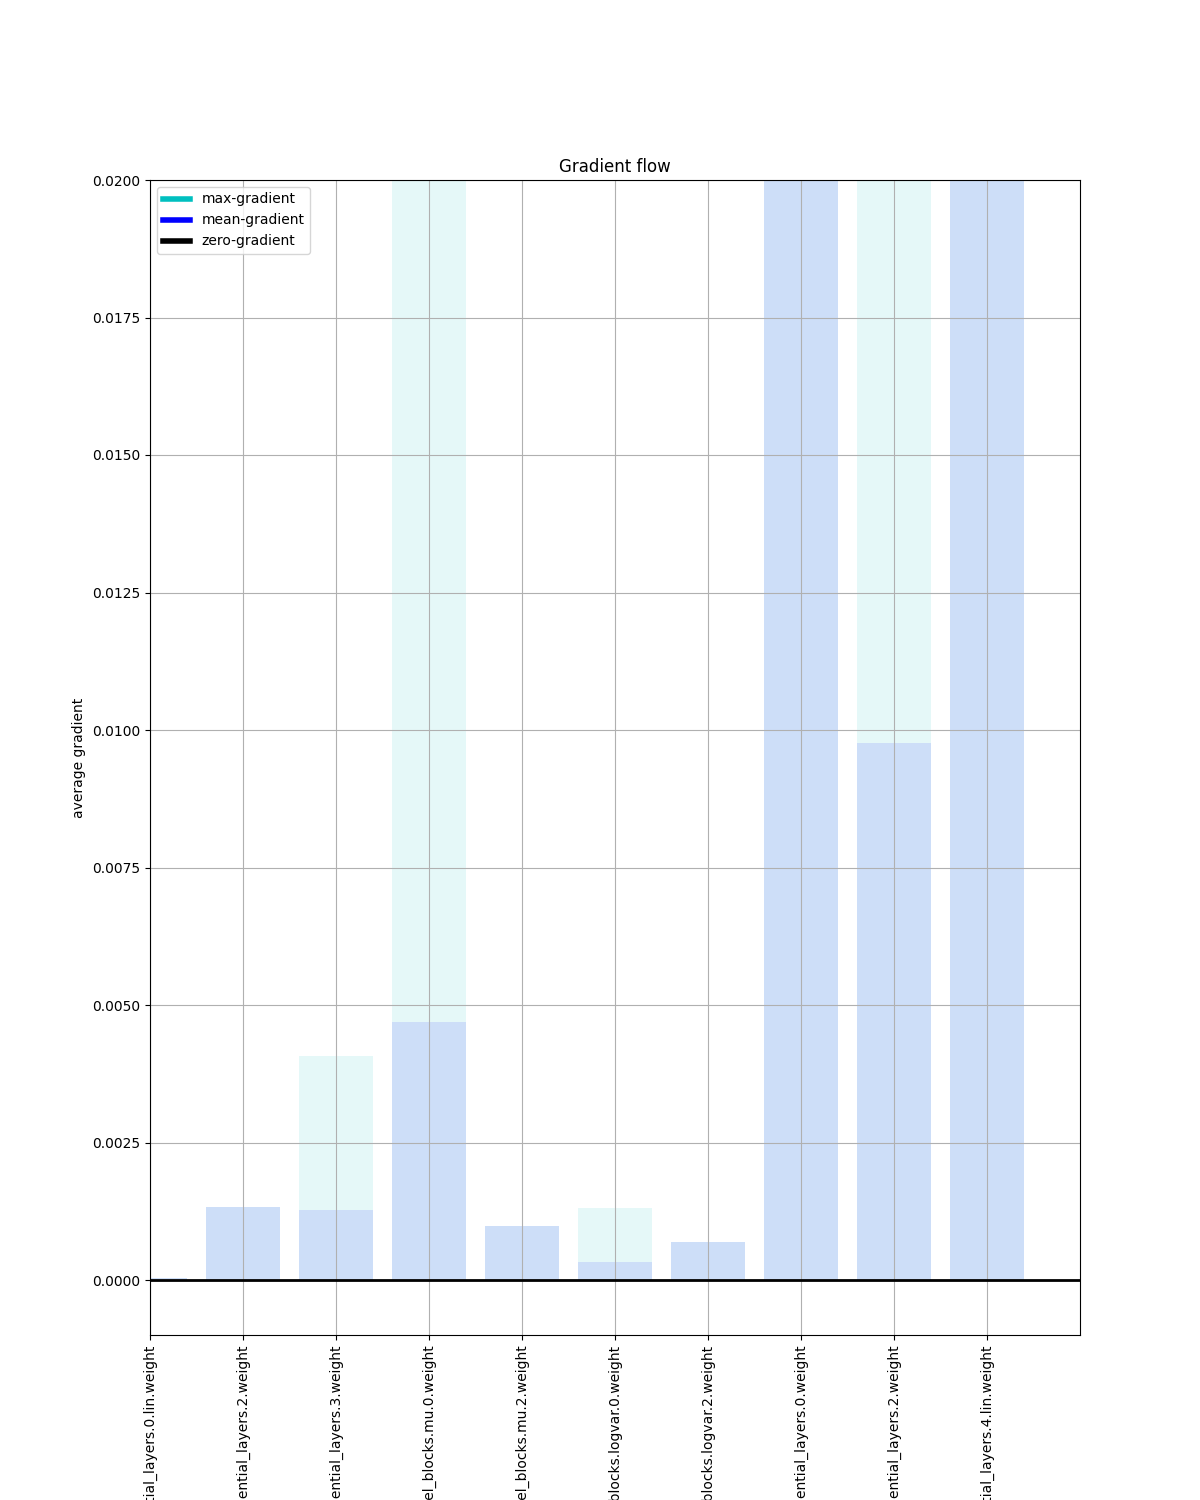 Gradient flow
max-gradient
mean-gradient
zero-gradient
0.0200
0.0175
0.0150
0.0125
0.0100
0.0075
0.0050
0.0025
0.0000
average gradient
tial_layers.0.lin.weight
ential_layers.2.weight
ential_layers.3.weight
el_blocks.mu.0.weight
el_blocks.mu.2.weight
blocks.logvar.0.weight
blocks.logvar.2.weight
ential_layers.0.weight
ential_layers.2.weight
tial_layers.4.lin.weight